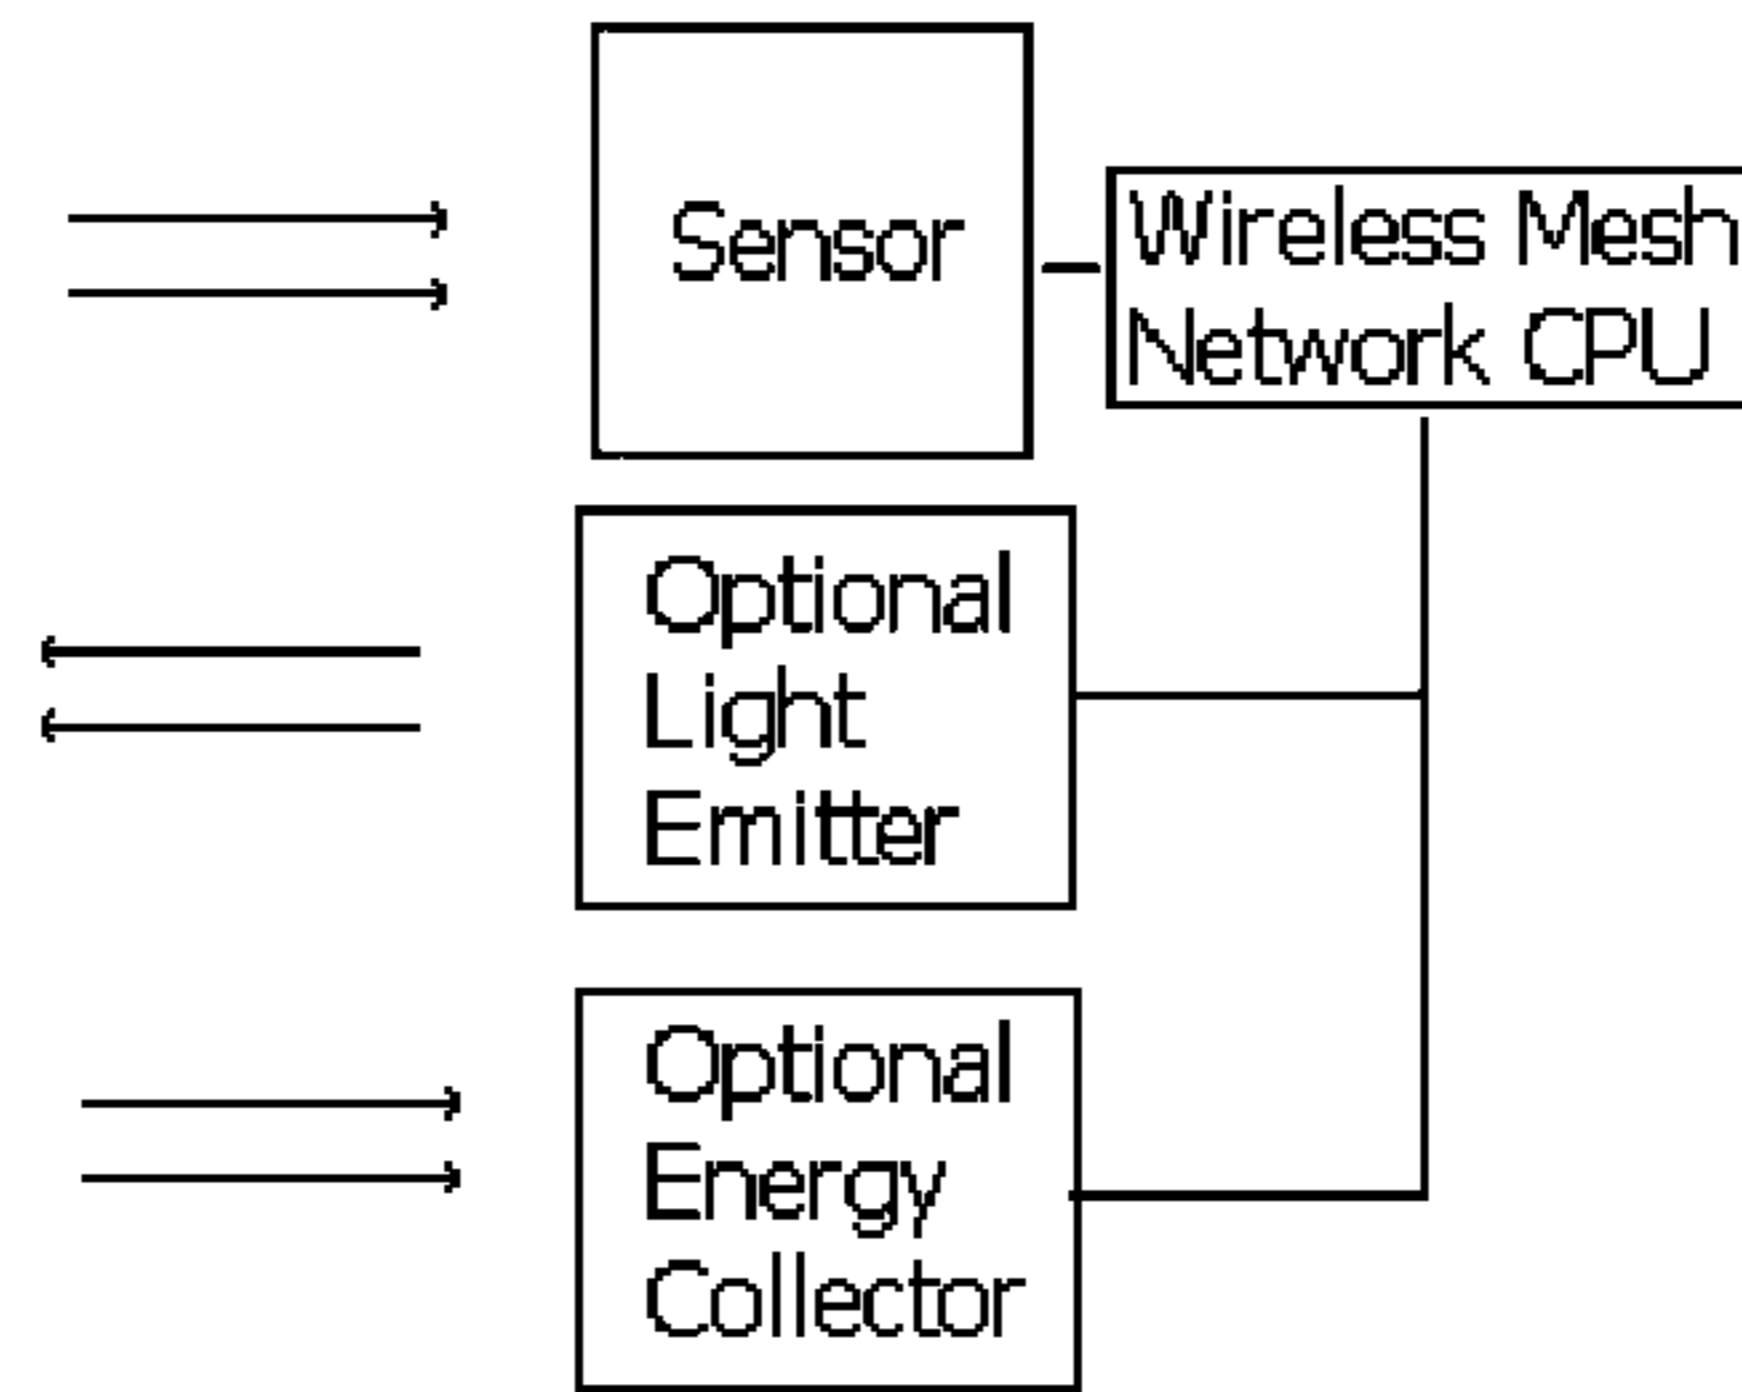 Sensor
Wireless Mesh
Network CPU
Optional
Light
Emitter
Optional
Energy
Collector